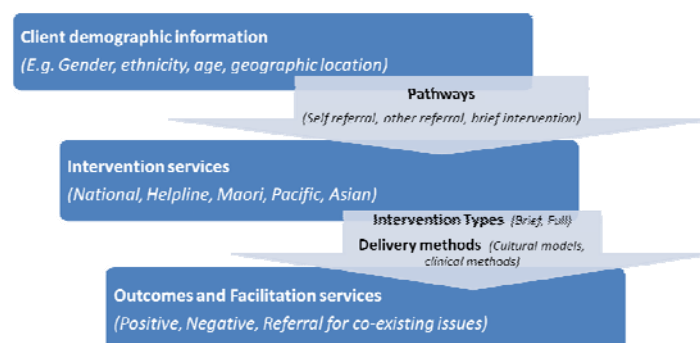 Client demographic information
(E.g. Gender, ethnicity, age, geographic location)
Pathways
(Self referral, other referral, brief intervention)
Intervention services
(National, Helpline, Maori, Pacific, Asian)
Intervention Types (Brief, Full)
Delivery methods (Cultural models,
clinical methods)
Outcomes and Facilitation services
(Positive, Negative, Referral for co-existing issues)